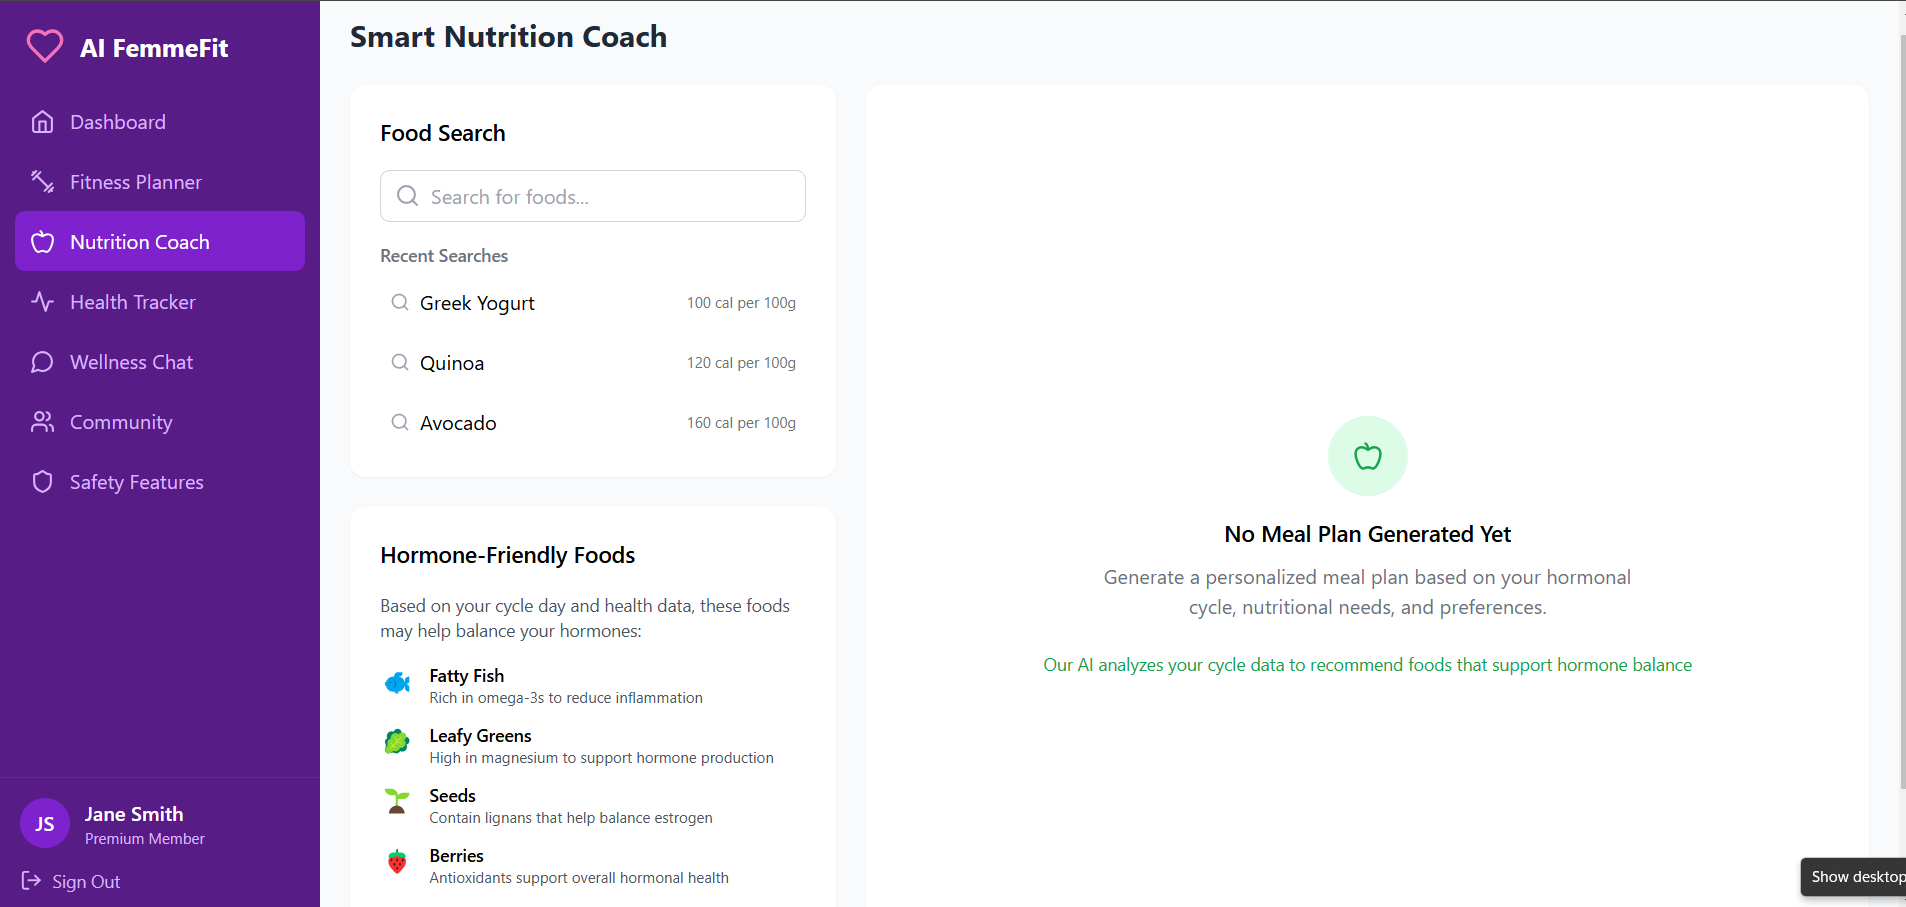 AI FemmeFit
Dashboard
Fitness Planner
Nutrition Coach
Health Tracker
Wellness Chat
Community
Safety Features
JS
Jane Smith
Premium Member
Sign Out
Smart Nutrition Coach
Food Search
Search for foods...
Recent Searches
Greek Yogurt 100 cal per 100g
Quinoa 120 cal per 100g
Avocado 160 cal per 100g
Hormone-Friendly Foods
Based on your cycle day and health data, these foods
may help balance your hormones:
Fatty Fish
Rich in omega-3s to reduce inflammation
Leafy Greens
High in magnesium to support hormone production
Seeds
Contain lignans that help balance estrogen
Berries
Antioxidants support overall hormonal health
No Meal Plan Generated Yet
Generate a personalized meal plan based on your hormonal
cycle, nutritional needs, and preferences.
Our AI analyzes your cycle data to recommend foods that support hormone balance
Show desktop